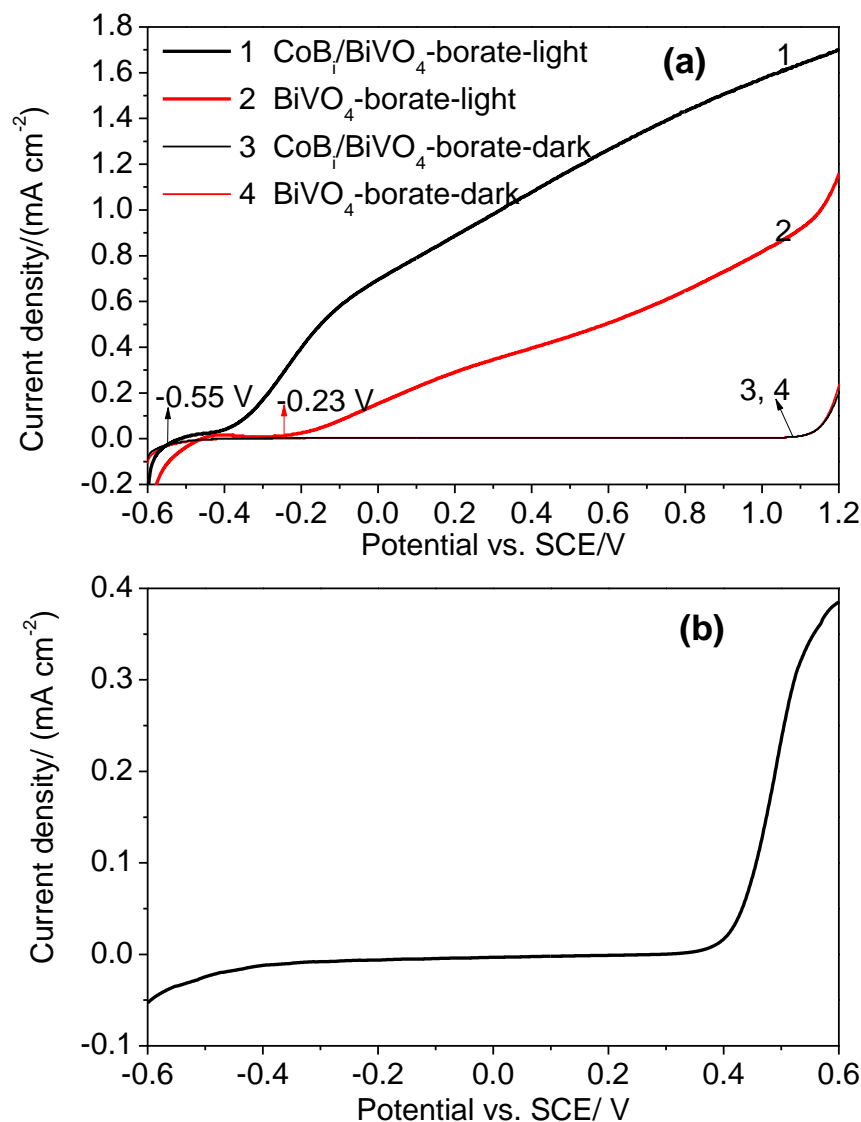 1.8
1.6
1.4
1.2
1.0
0.8
0.6
0.4
0.2
0.0
-0.2
Current density/(mA cm-2)
1 CoBi/BiVO4-borate-light
2 BiVO4-borate-light
3 CoBi/BiVO4-borate-dark
4 BiVO4-borate-dark
(a)
1
2
3, 4
-0.55 V
-0.23 V
-0.6 -0.4 -0.2 0.0 0.2 0.4 0.6 0.8 1.0 1.2
Potential vs. SCE/V
0.4
0.3
0.2
0.1
0.0
-0.1
Current density/ (mA cm-2)
(b)
-0.6 -0.4 -0.2 0.0 0.2 0.4 0.6
Potential vs. SCE/ V